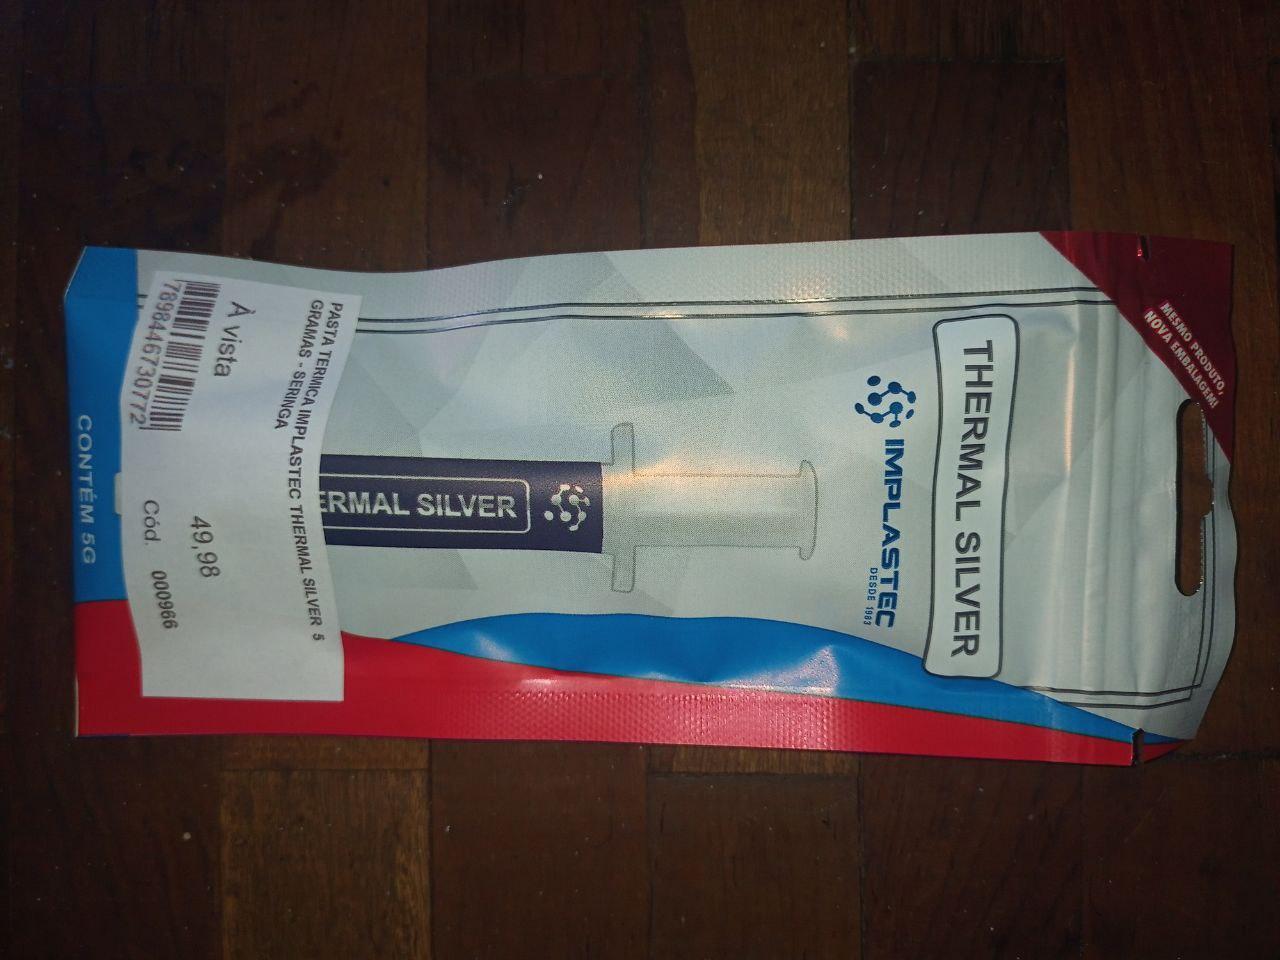 MESMO PRODUTO,
NOVA EMBALAGEM!
THERMAL SILVER
IMPLASTEC
DESDE 1983
ERMAL SILVER
PASTA TERMICA IMPLASTEC THERMAL SILVER 5
GRAMAS - SERINGA
À vista
49,98
7898446730772
Cód. 000966
CONTÉM 5G